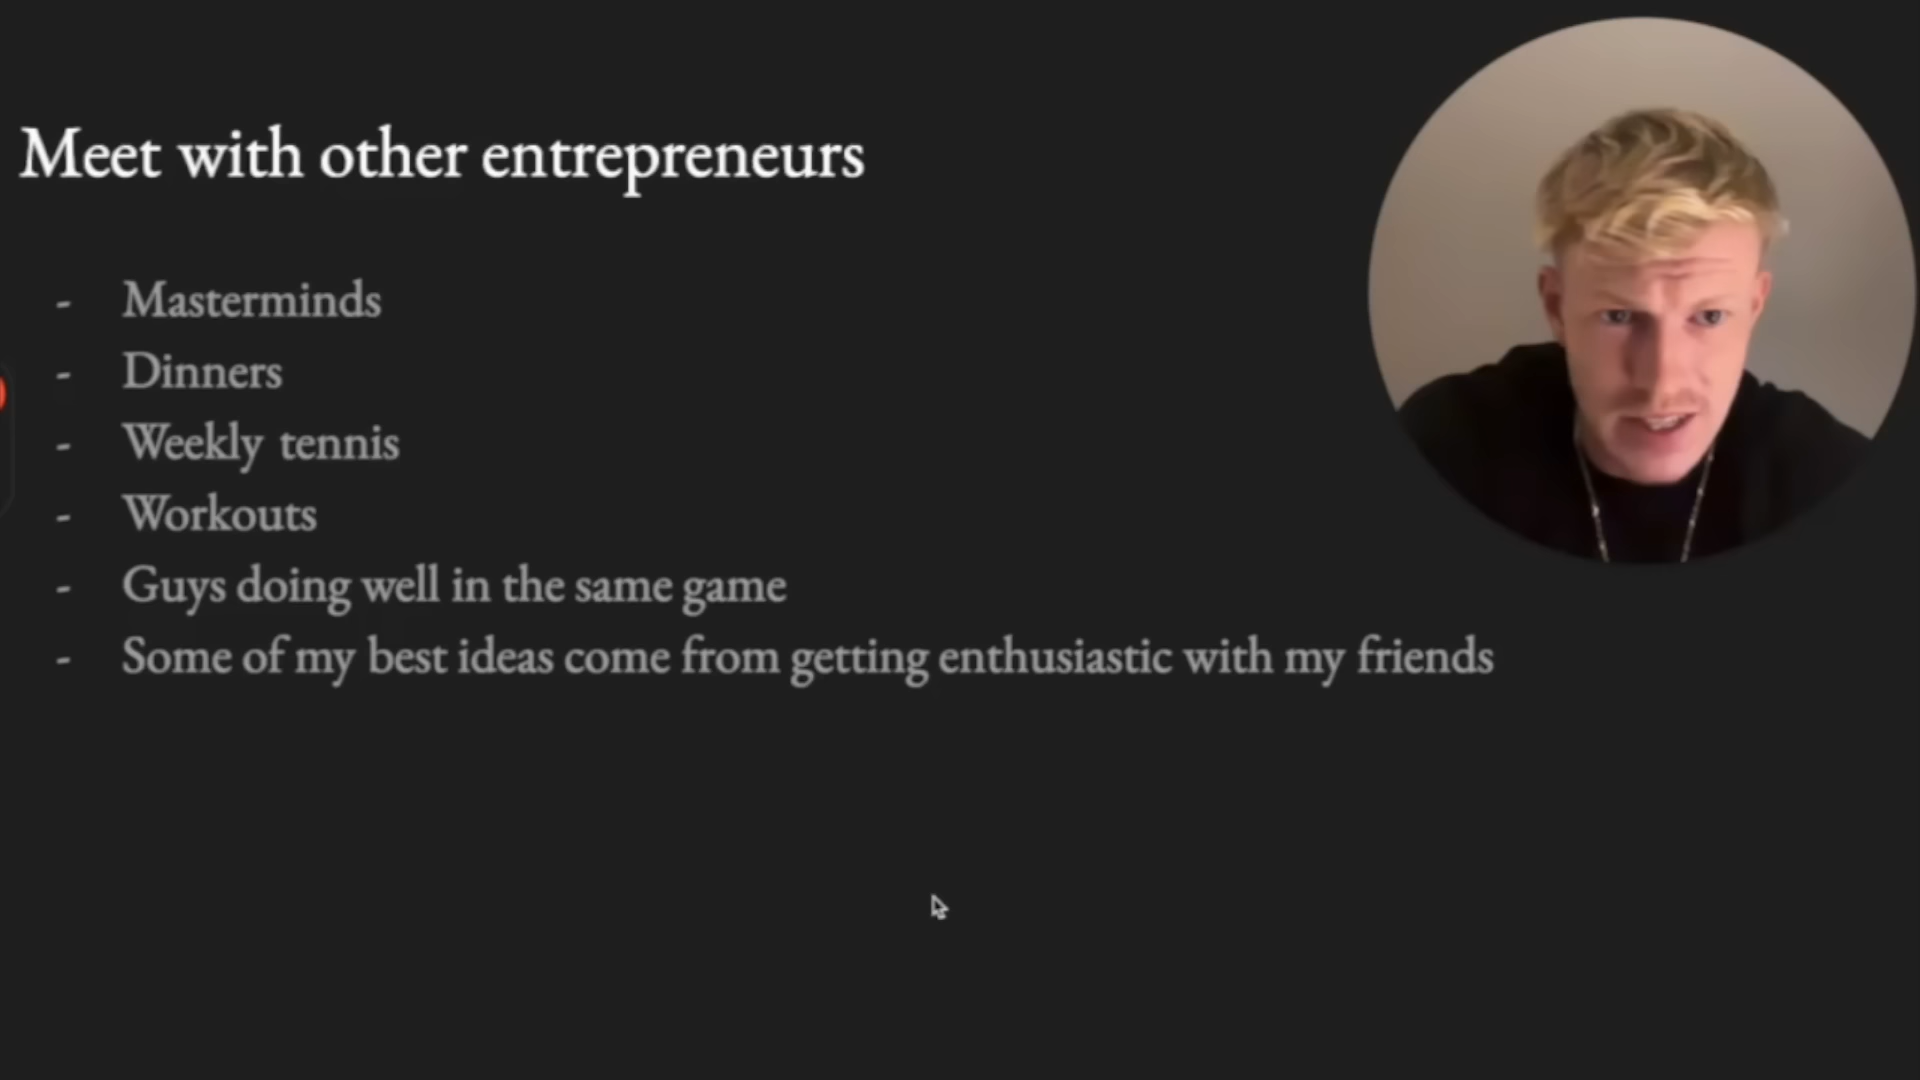 Meet with other entrepreneurs
- Masterminds
- Dinners
- Weekly tennis
- Workouts
- Guys doing well in the same game
- Some of my best ideas come from getting enthusiastic with my friends